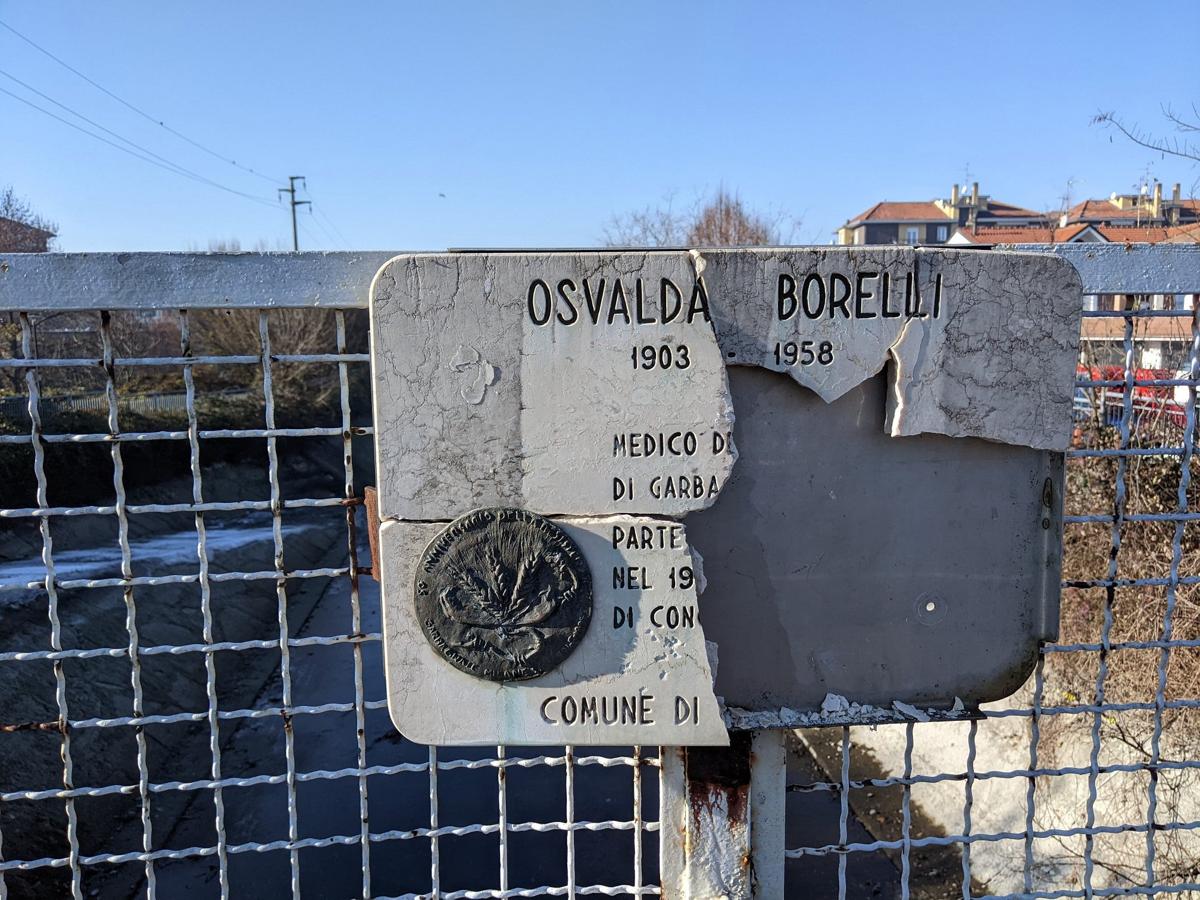 OSVALDA BORELLI
1903 - 1958
MEDICO D
DI GARBA
PARTE
NEL 19
DI CON
COMUNE DI